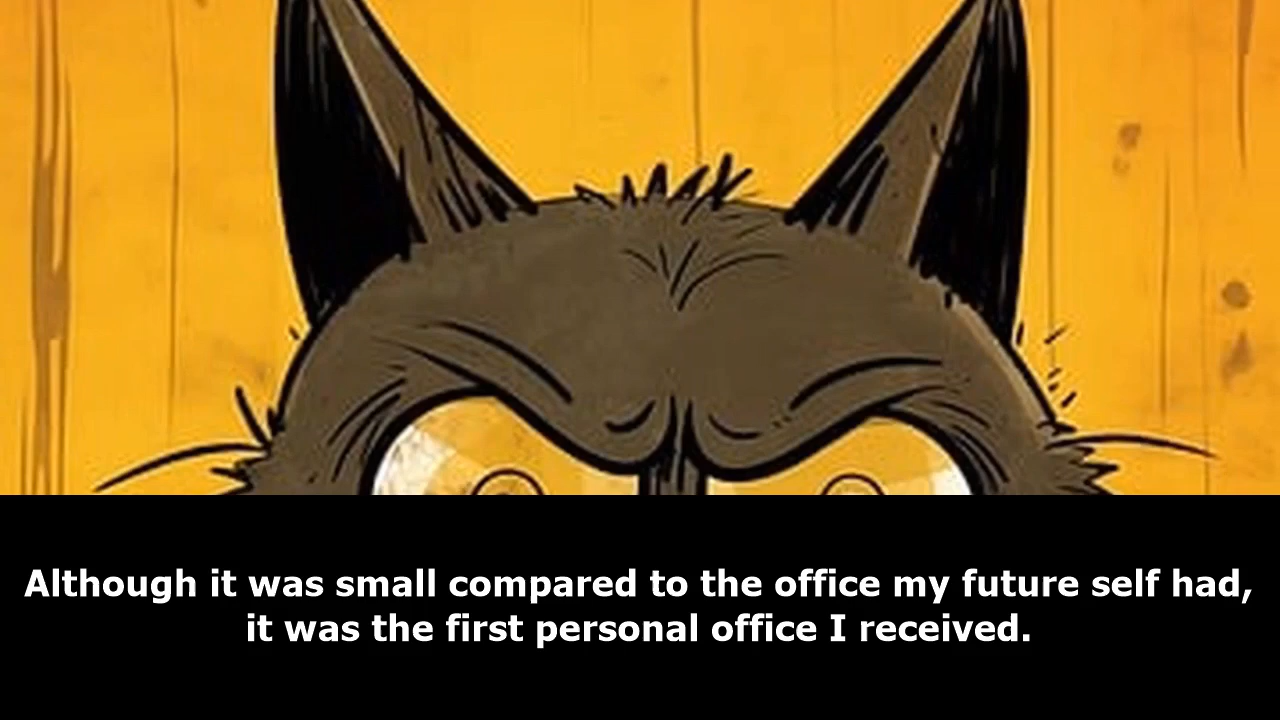 Although it was small compared to the office my future self had,
it was the first personal office I received.